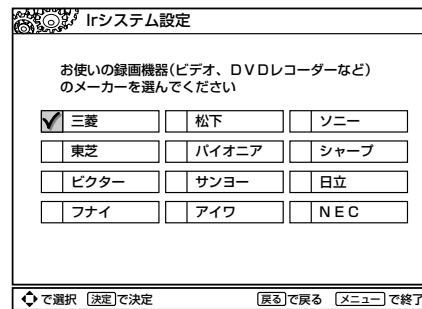 Irシステム設定
お使いの録画機器(ビデオ、ＤＶＤレコーダーなど)
のメーカーを選んでください
三菱 松下 ソニー
東芝 パイオニア シャープ
ビクター サンヨー 日立
フナイ アイワ ＮＥＣ
で選択 決定で決定 戻るで戻る メニューで終了